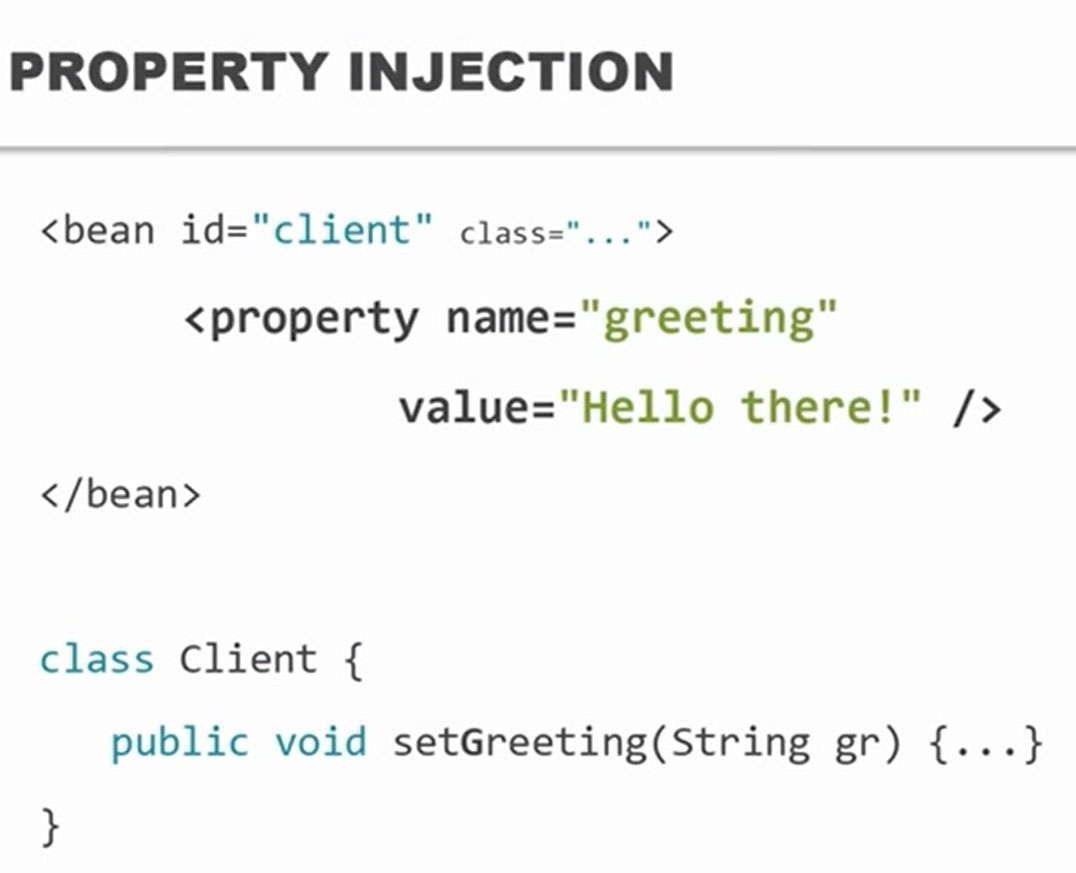 PROPERTY INJECTION
<bean id="client" class="...">
<property name="greeting"
value="Hello there!" />
</bean>
class Client {
public void setGreeting(String gr) {...}
}